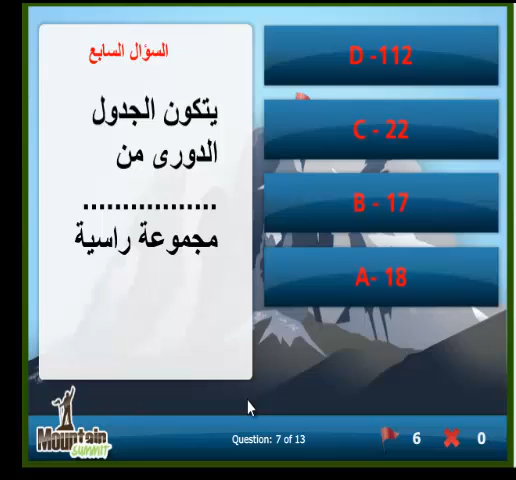 السؤال السابع
يتكون الجدول
الدورى من
.................
مجموعة راسية
D -112
C - 22
B - 17
A- 18
Mountain
SUMMIT
Question: 7 of 13
6
0